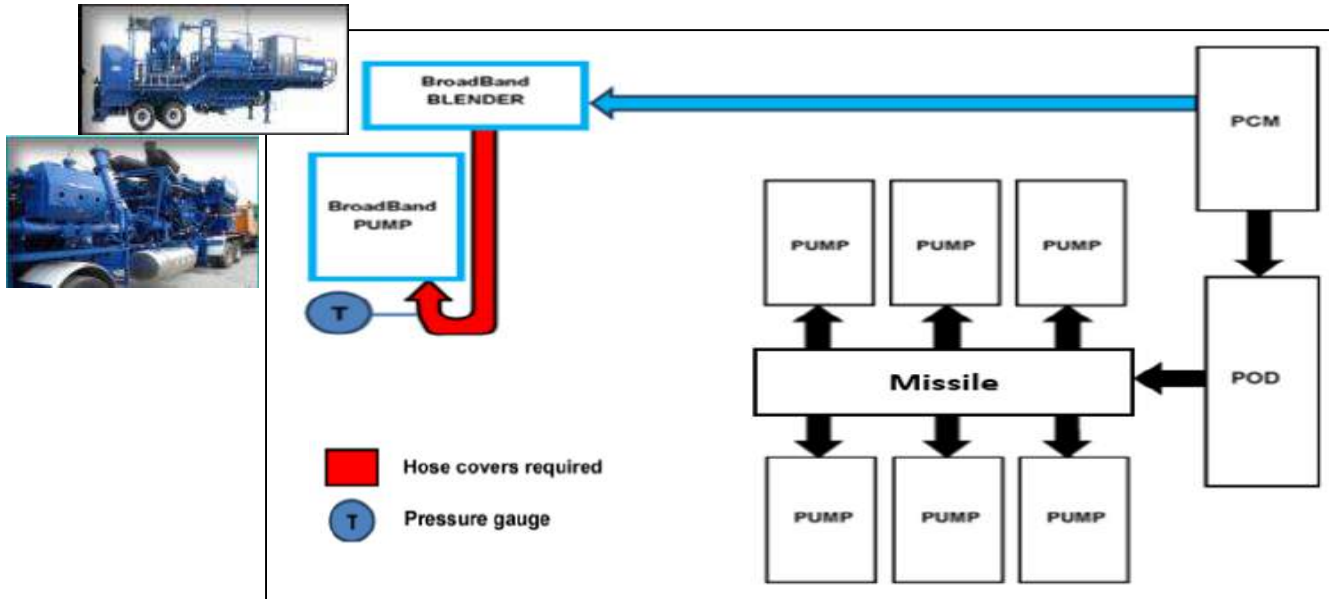 BroadBand
BLENDER
PCM
BroadBand
PUMP
PUMP
PUMP
PUMP
T
Missile
POD
Hose covers required
T
Pressure gauge
PUMP
PUMP
PUMP